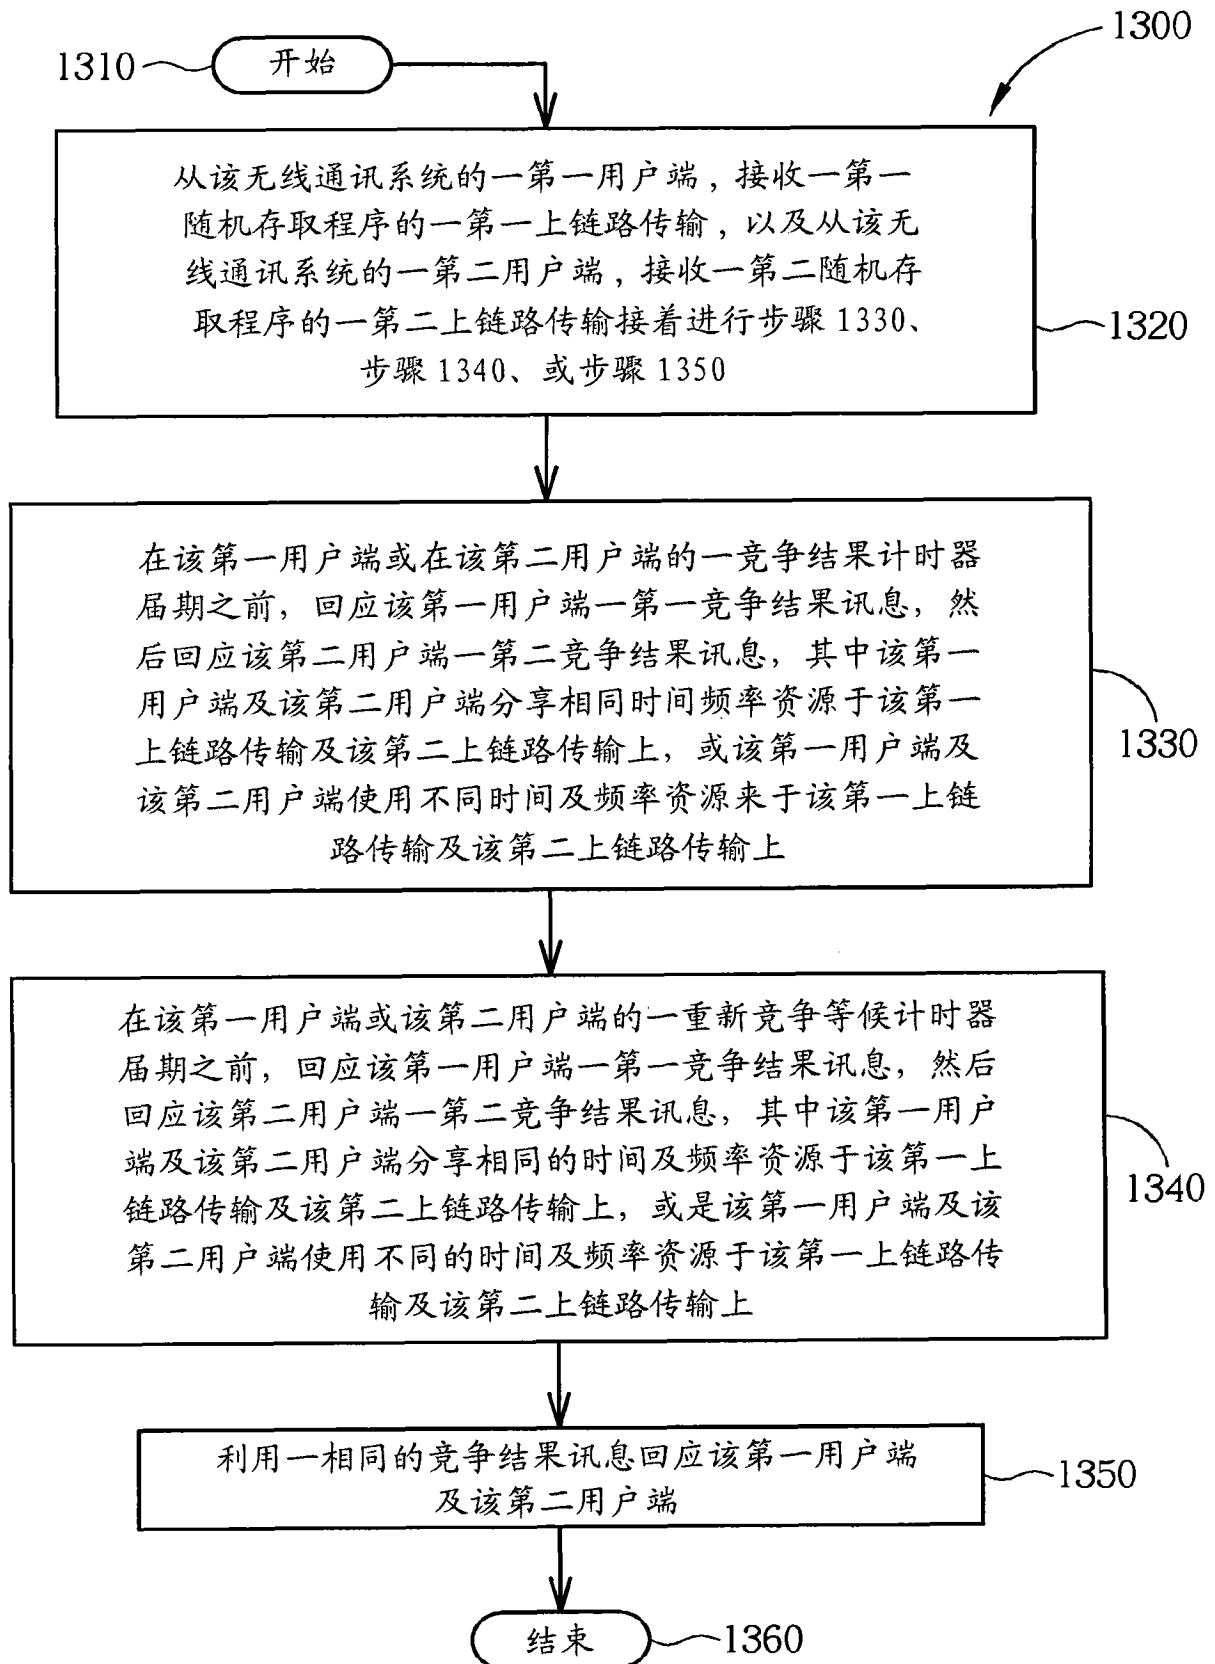 1300
1310
开始
从该无线通讯系统的一第一用户端，接收一第一
随机存取程序的一第一上链路传输，以及从该无
线通讯系统的一第二用户端，接收一第二随机存
取程序的一第二上链路传输接着进行步骤1330、
步骤1340、或步骤1350
1320
在该第一用户端或在该第二用户端的一竞争结果计时器
届期之前，回应该第一用户端一第一竞争结果讯息，然
后回应该第二用户端一第二竞争结果讯息，其中该第一
用户端及该第二用户端分享相同时间频率资源于该第一
上链路传输及该第二上链路传输上，或该第一用户端及
该第二用户端使用不同时间及频率资源来于该第一上链
路传输及该第二上链路传输上
1330
在该第一用户端或该第二用户端的一重新竞争等候计时器
届期之前，回应该第一用户端一第一竞争结果讯息，然后
回应该第二用户端一第二竞争结果讯息，其中该第一用户
端及该第二用户端分享相同的时间及频率资源于该第一上
链路传输及该第二上链路传输上，或是该第一用户端及该
第二用户端使用不同的时间及频率资源于该第一上链路传
输及该第二上链路传输上
1340
利用一相同的竞争结果讯息回应该第一用户端
及该第二用户端
1350
结束
1360